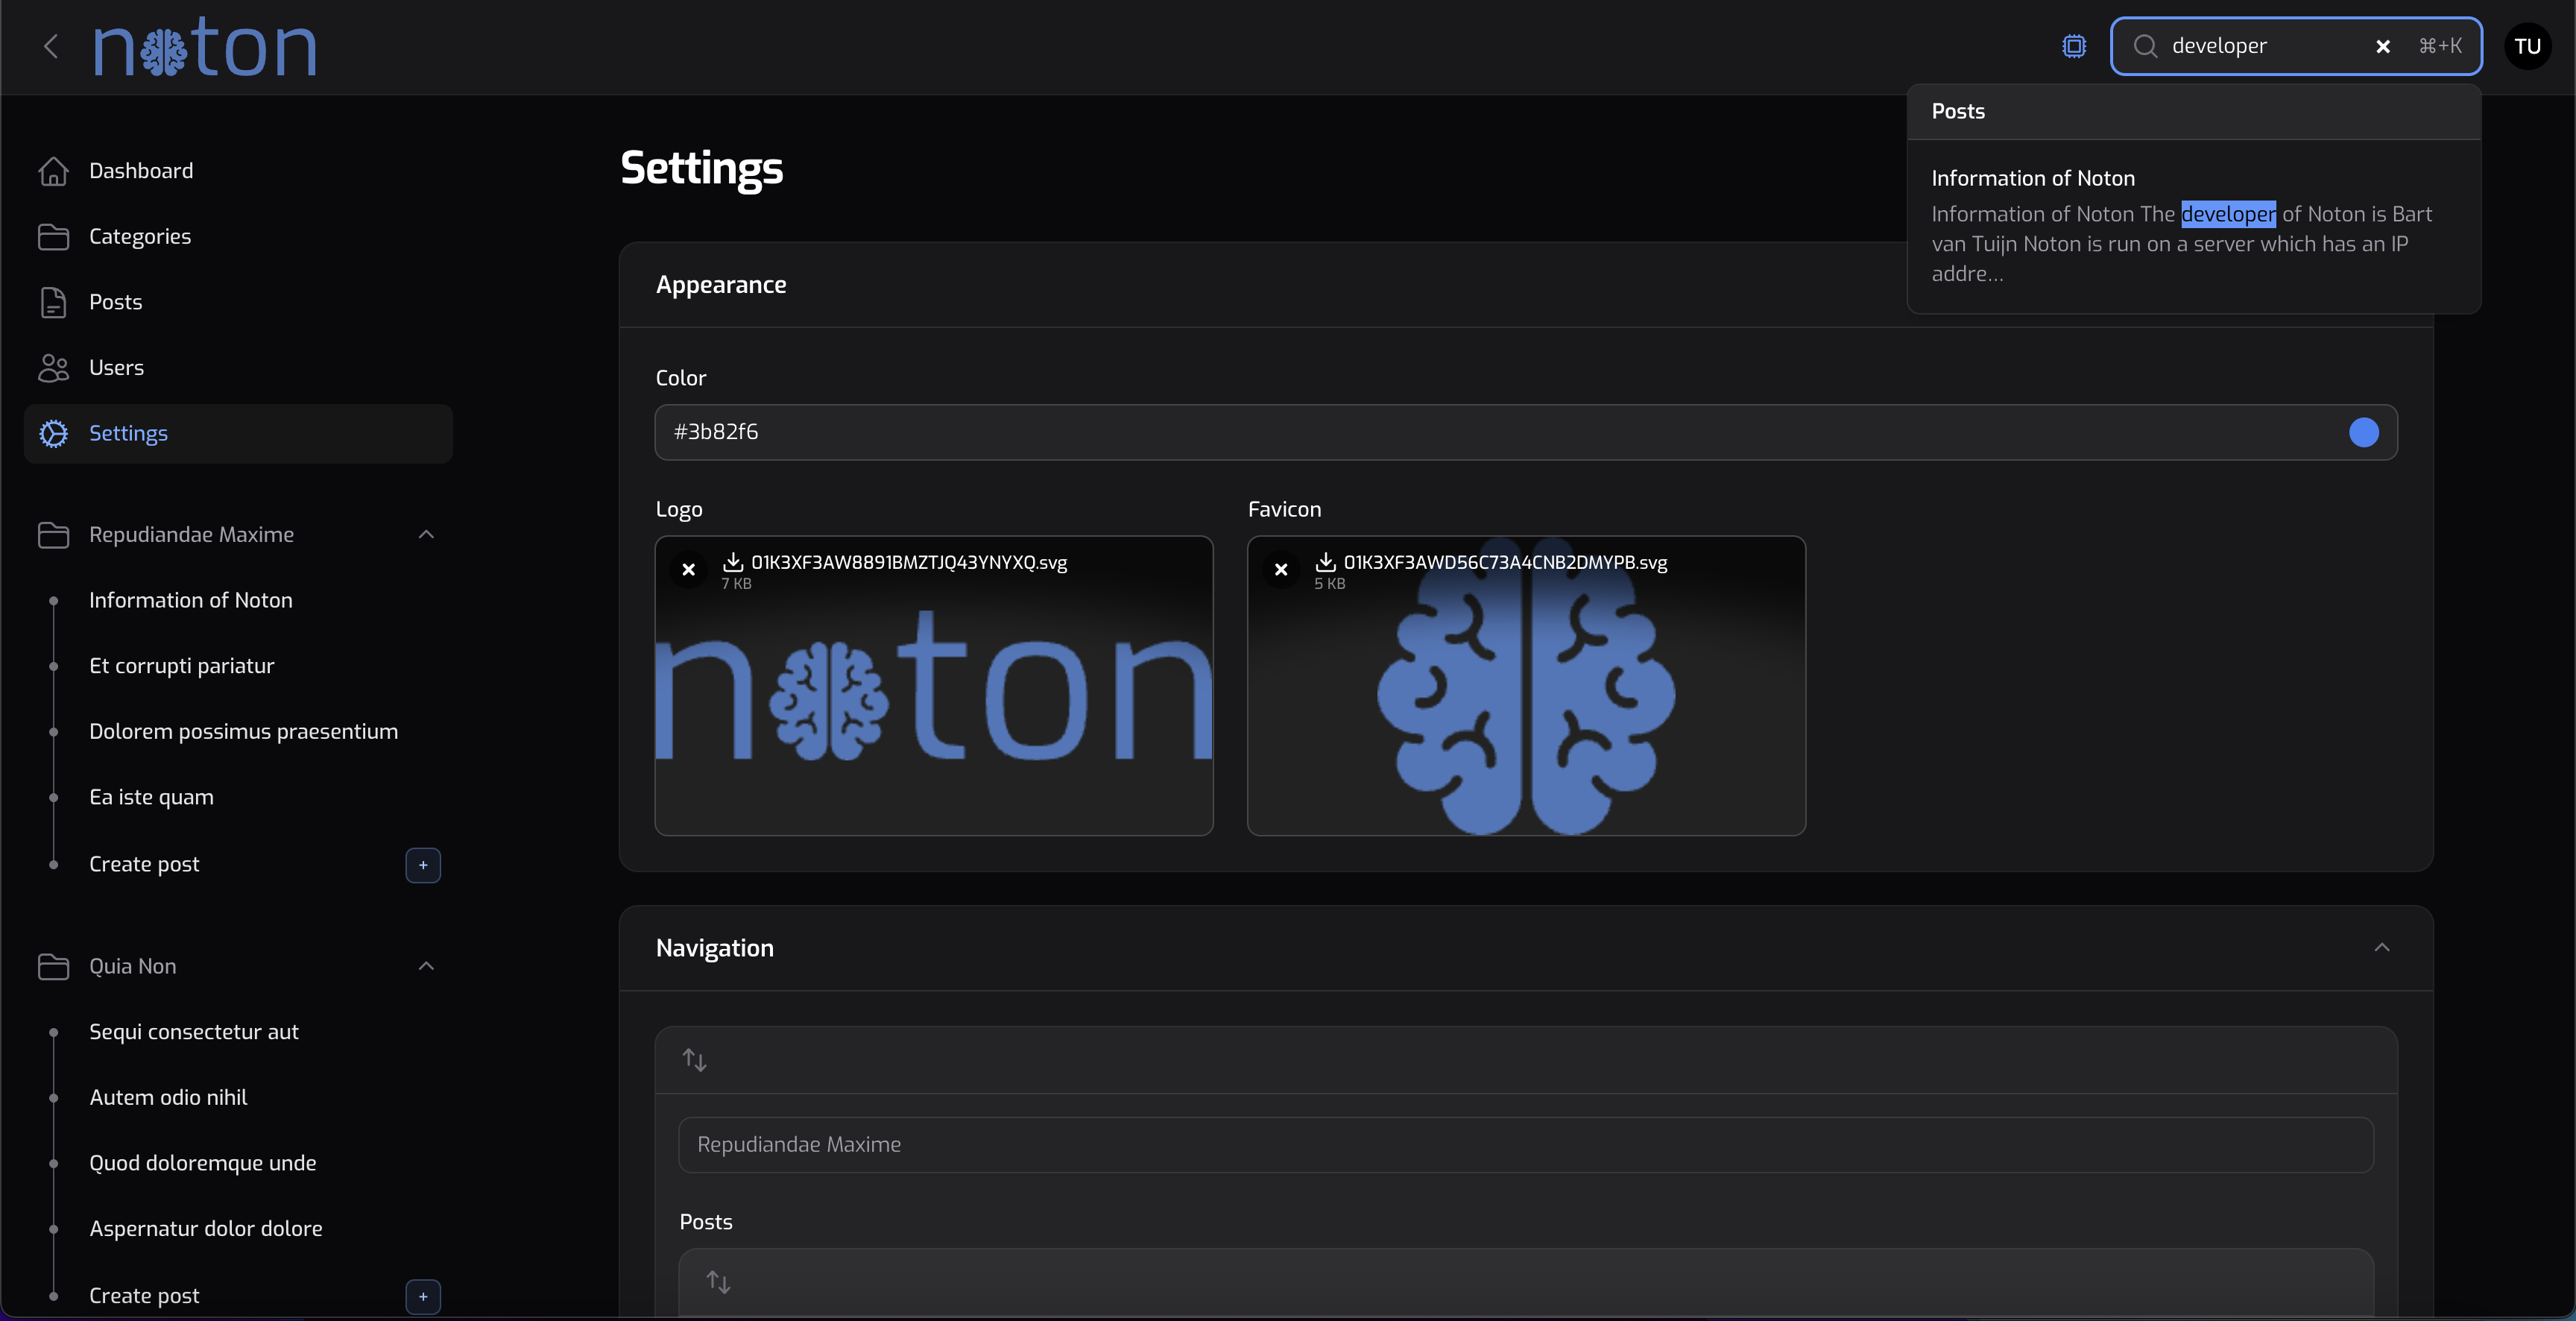 noton
developer
⌘+K
TU
Posts
Information of Noton
Information of Noton The developer of Noton is Bart
van Tuijn Noton is run on a server which has an IP
addre...
Dashboard
Categories
Posts
Users
Settings
Repudiandae Maxime
Information of Noton
Et corrupti pariatur
Dolorem possimus praesentium
Ea iste quam
Create post
+
Quia Non
Sequi consectetur aut
Autem odio nihil
Quod doloremque unde
Aspernatur dolor dolore
Create post
+
Settings
Appearance
Color
#3b82f6
Logo
01K3XF3AW8891BMZTJQ43YNYXQ.svg
7 KB
noton
Favicon
01K3XF3AWD56C73A4CNB2DMYPB.svg
5 KB
Navigation
Repudiandae Maxime
Posts